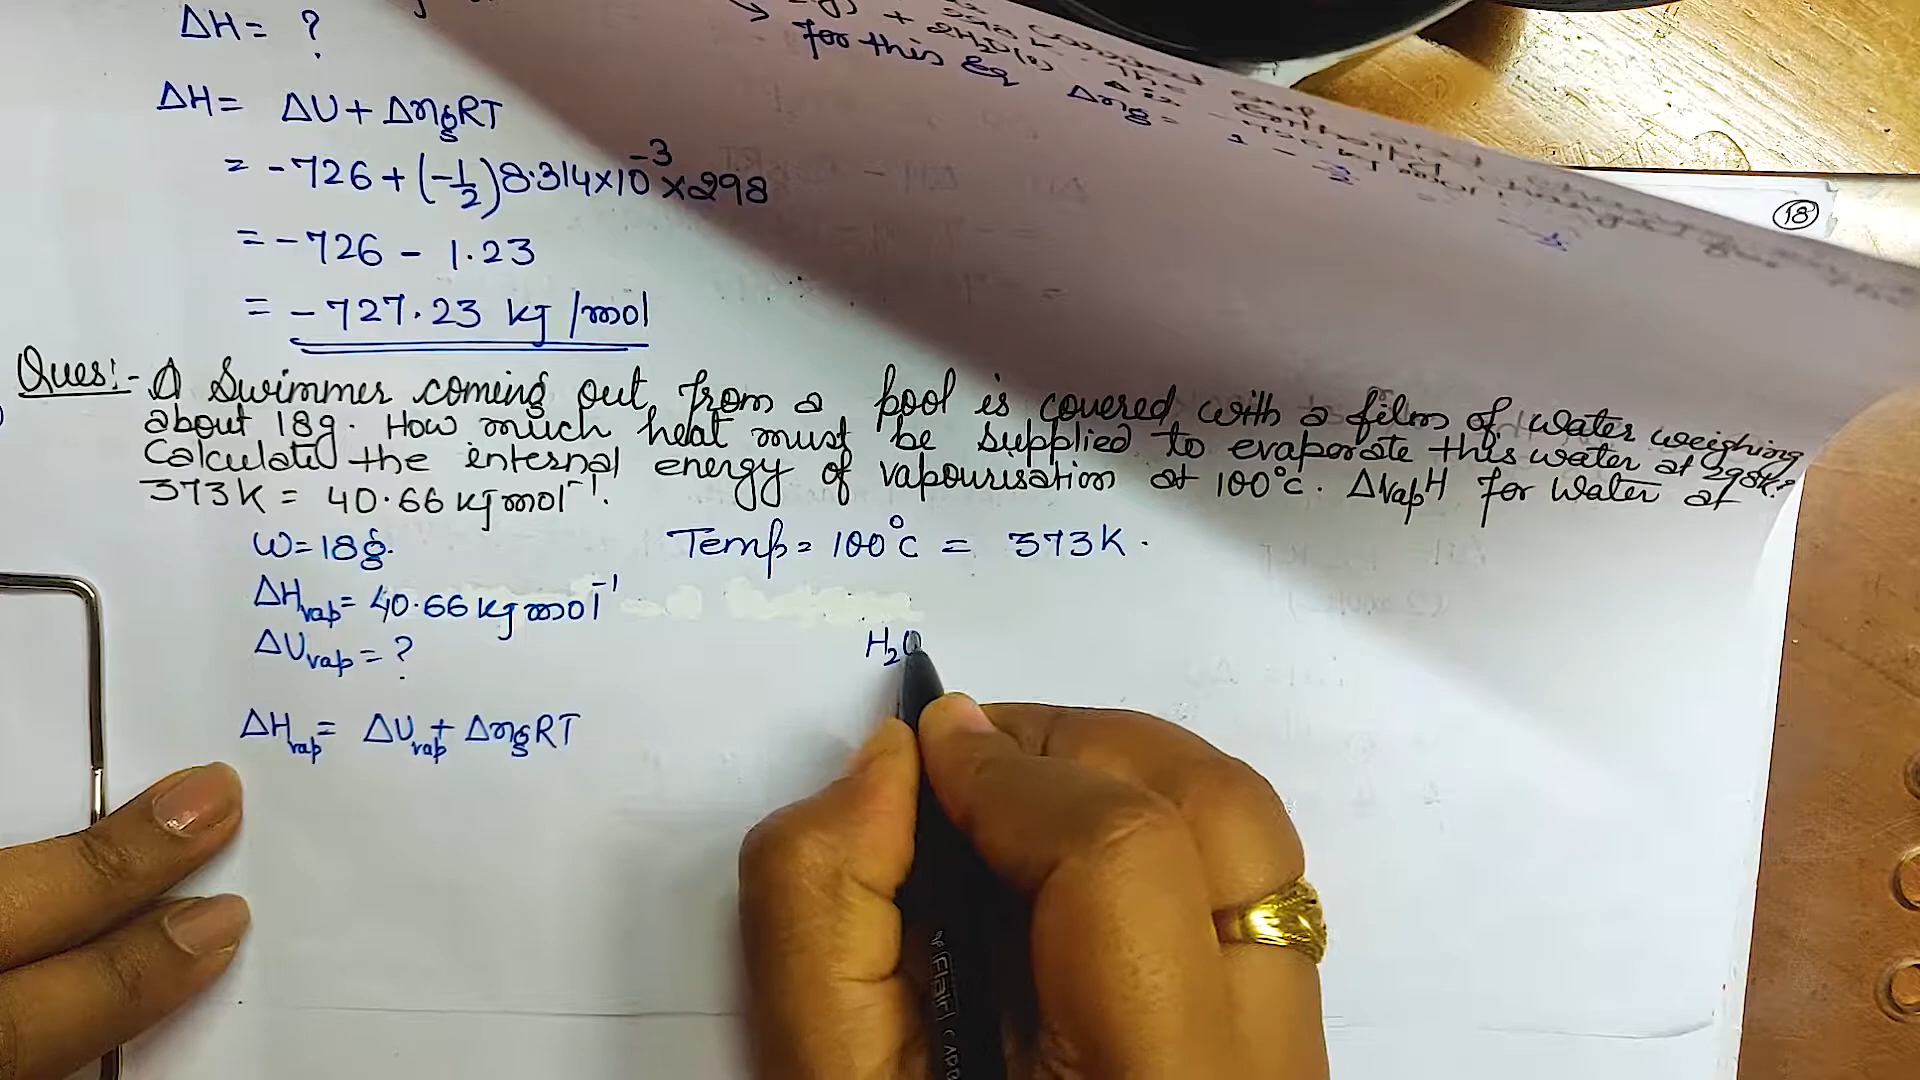 ΔH = ?
ΔH = ΔU + ΔngRT
= -726 + (-1/2) 8.314×10⁻³ ×298
= -726 - 1.23
= -727.23 kJ/mol
+ 2H₂O(l)
for this Eq Δng =
18
Ques:- A Swimmer coming out from a pool is covered with a film of water weighing
about 18g. How much heat must be supplied to evaporate this water at 298K?
Calculate the internal energy of vapourisation at 100°C. ΔvapH for water at
373K = 40.66 kJ mol⁻¹.
W = 18g. Temp = 100°C = 373K.
ΔHvap = 40.66 kJ mol⁻¹
ΔUvap = ?
H₂O
ΔHvap = ΔUvap + ΔngRT
Flair